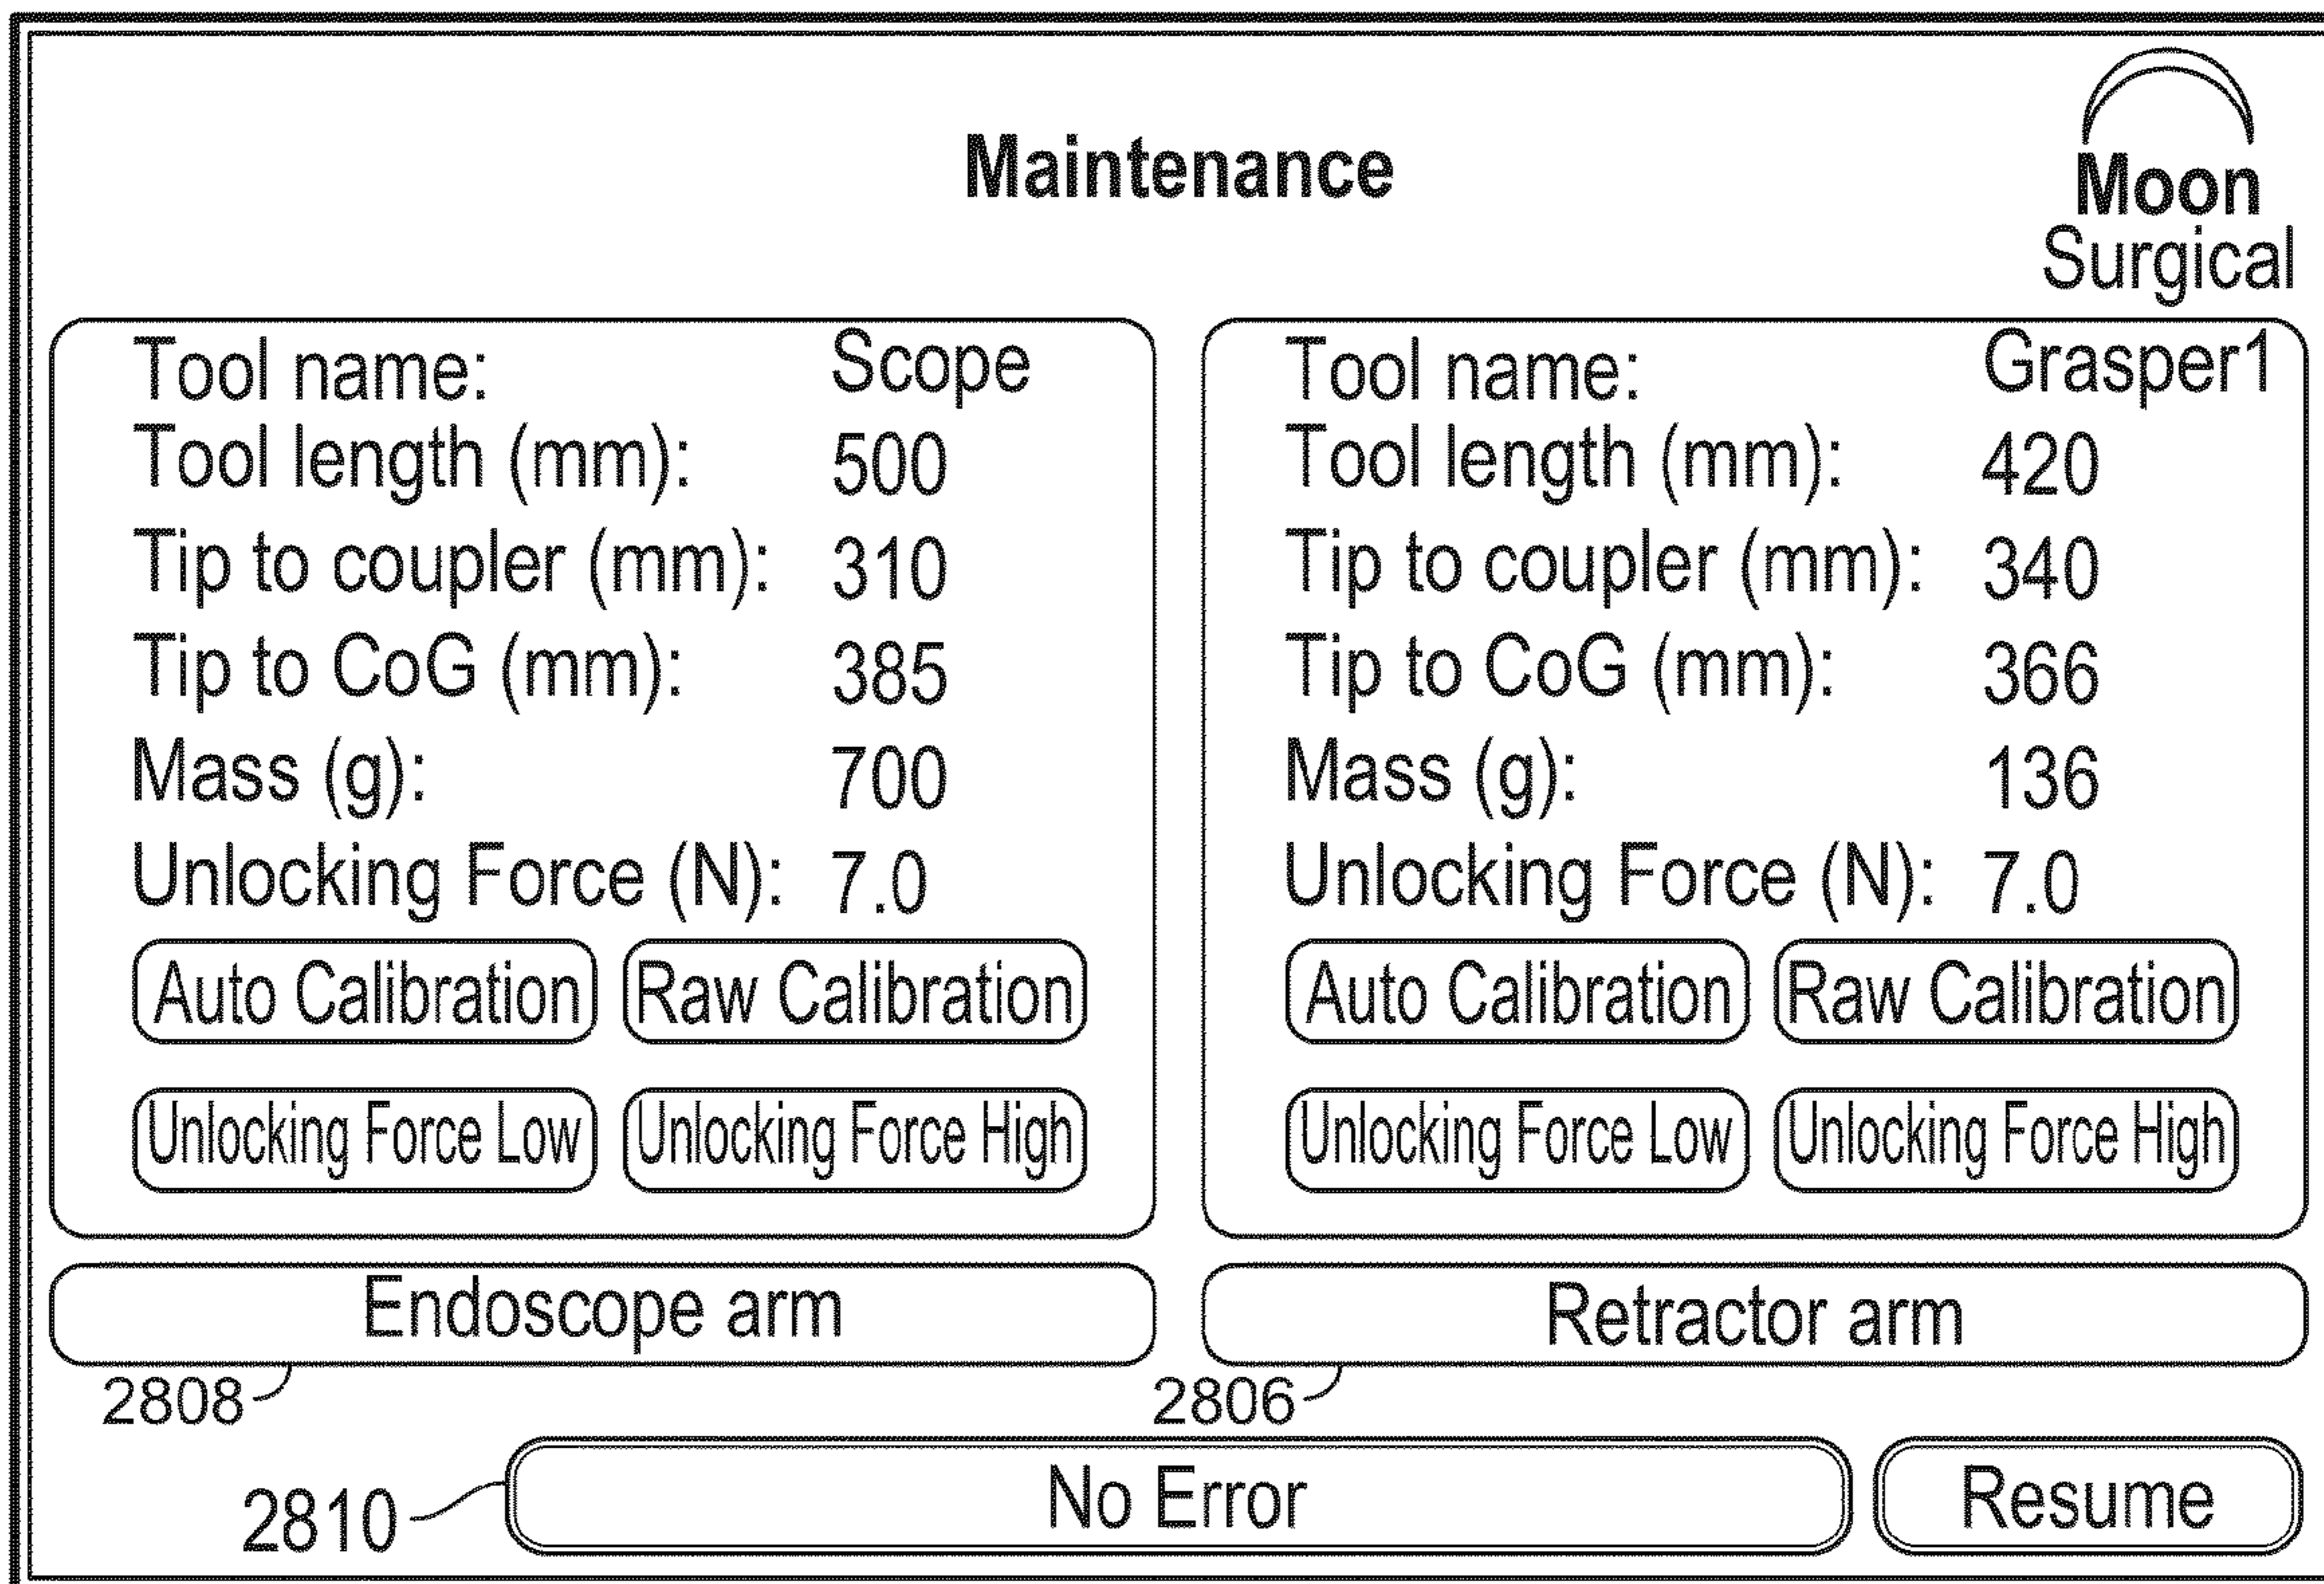 Maintenance
Moon
Surgical
Tool name: Scope
Tool length (mm): 500
Tip to coupler (mm): 310
Tip to CoG (mm): 385
Mass (g): 700
Unlocking Force (N): 7.0
Auto Calibration Raw Calibration
Unlocking Force Low Unlocking Force High
Endoscope arm
2808
Tool name: Grasper1
Tool length (mm): 420
Tip to coupler (mm): 340
Tip to CoG (mm): 366
Mass (g): 136
Unlocking Force (N): 7.0
Auto Calibration Raw Calibration
Unlocking Force Low Unlocking Force High
Retractor arm
2806
2810 No Error Resume